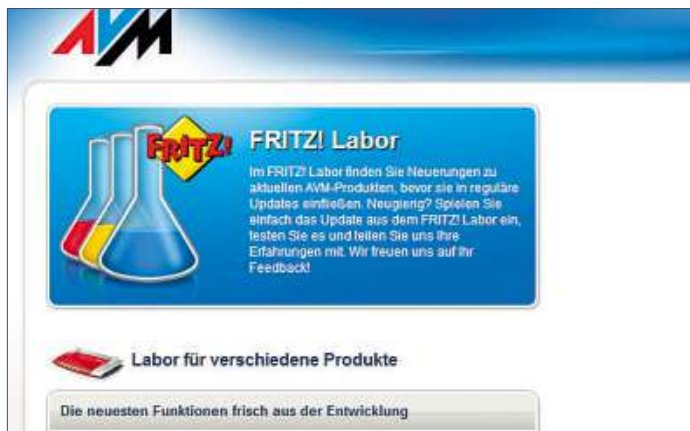 AVM
FRITZ!
FRITZ! Labor
Im FRITZ! Labor finden Sie Neuerungen zu
aktuellen AVM-Produkten, bevor sie in reguläre
Updates einfließen. Neugierig? Spielen Sie
einfach das Update aus dem FRITZ! Labor ein,
testen Sie es und teilen Sie uns Ihre
Erfahrungen mit. Wir freuen uns auf Ihr
Feedback!
Labor für verschiedene Produkte
Die neuesten Funktionen frisch aus der Entwicklung